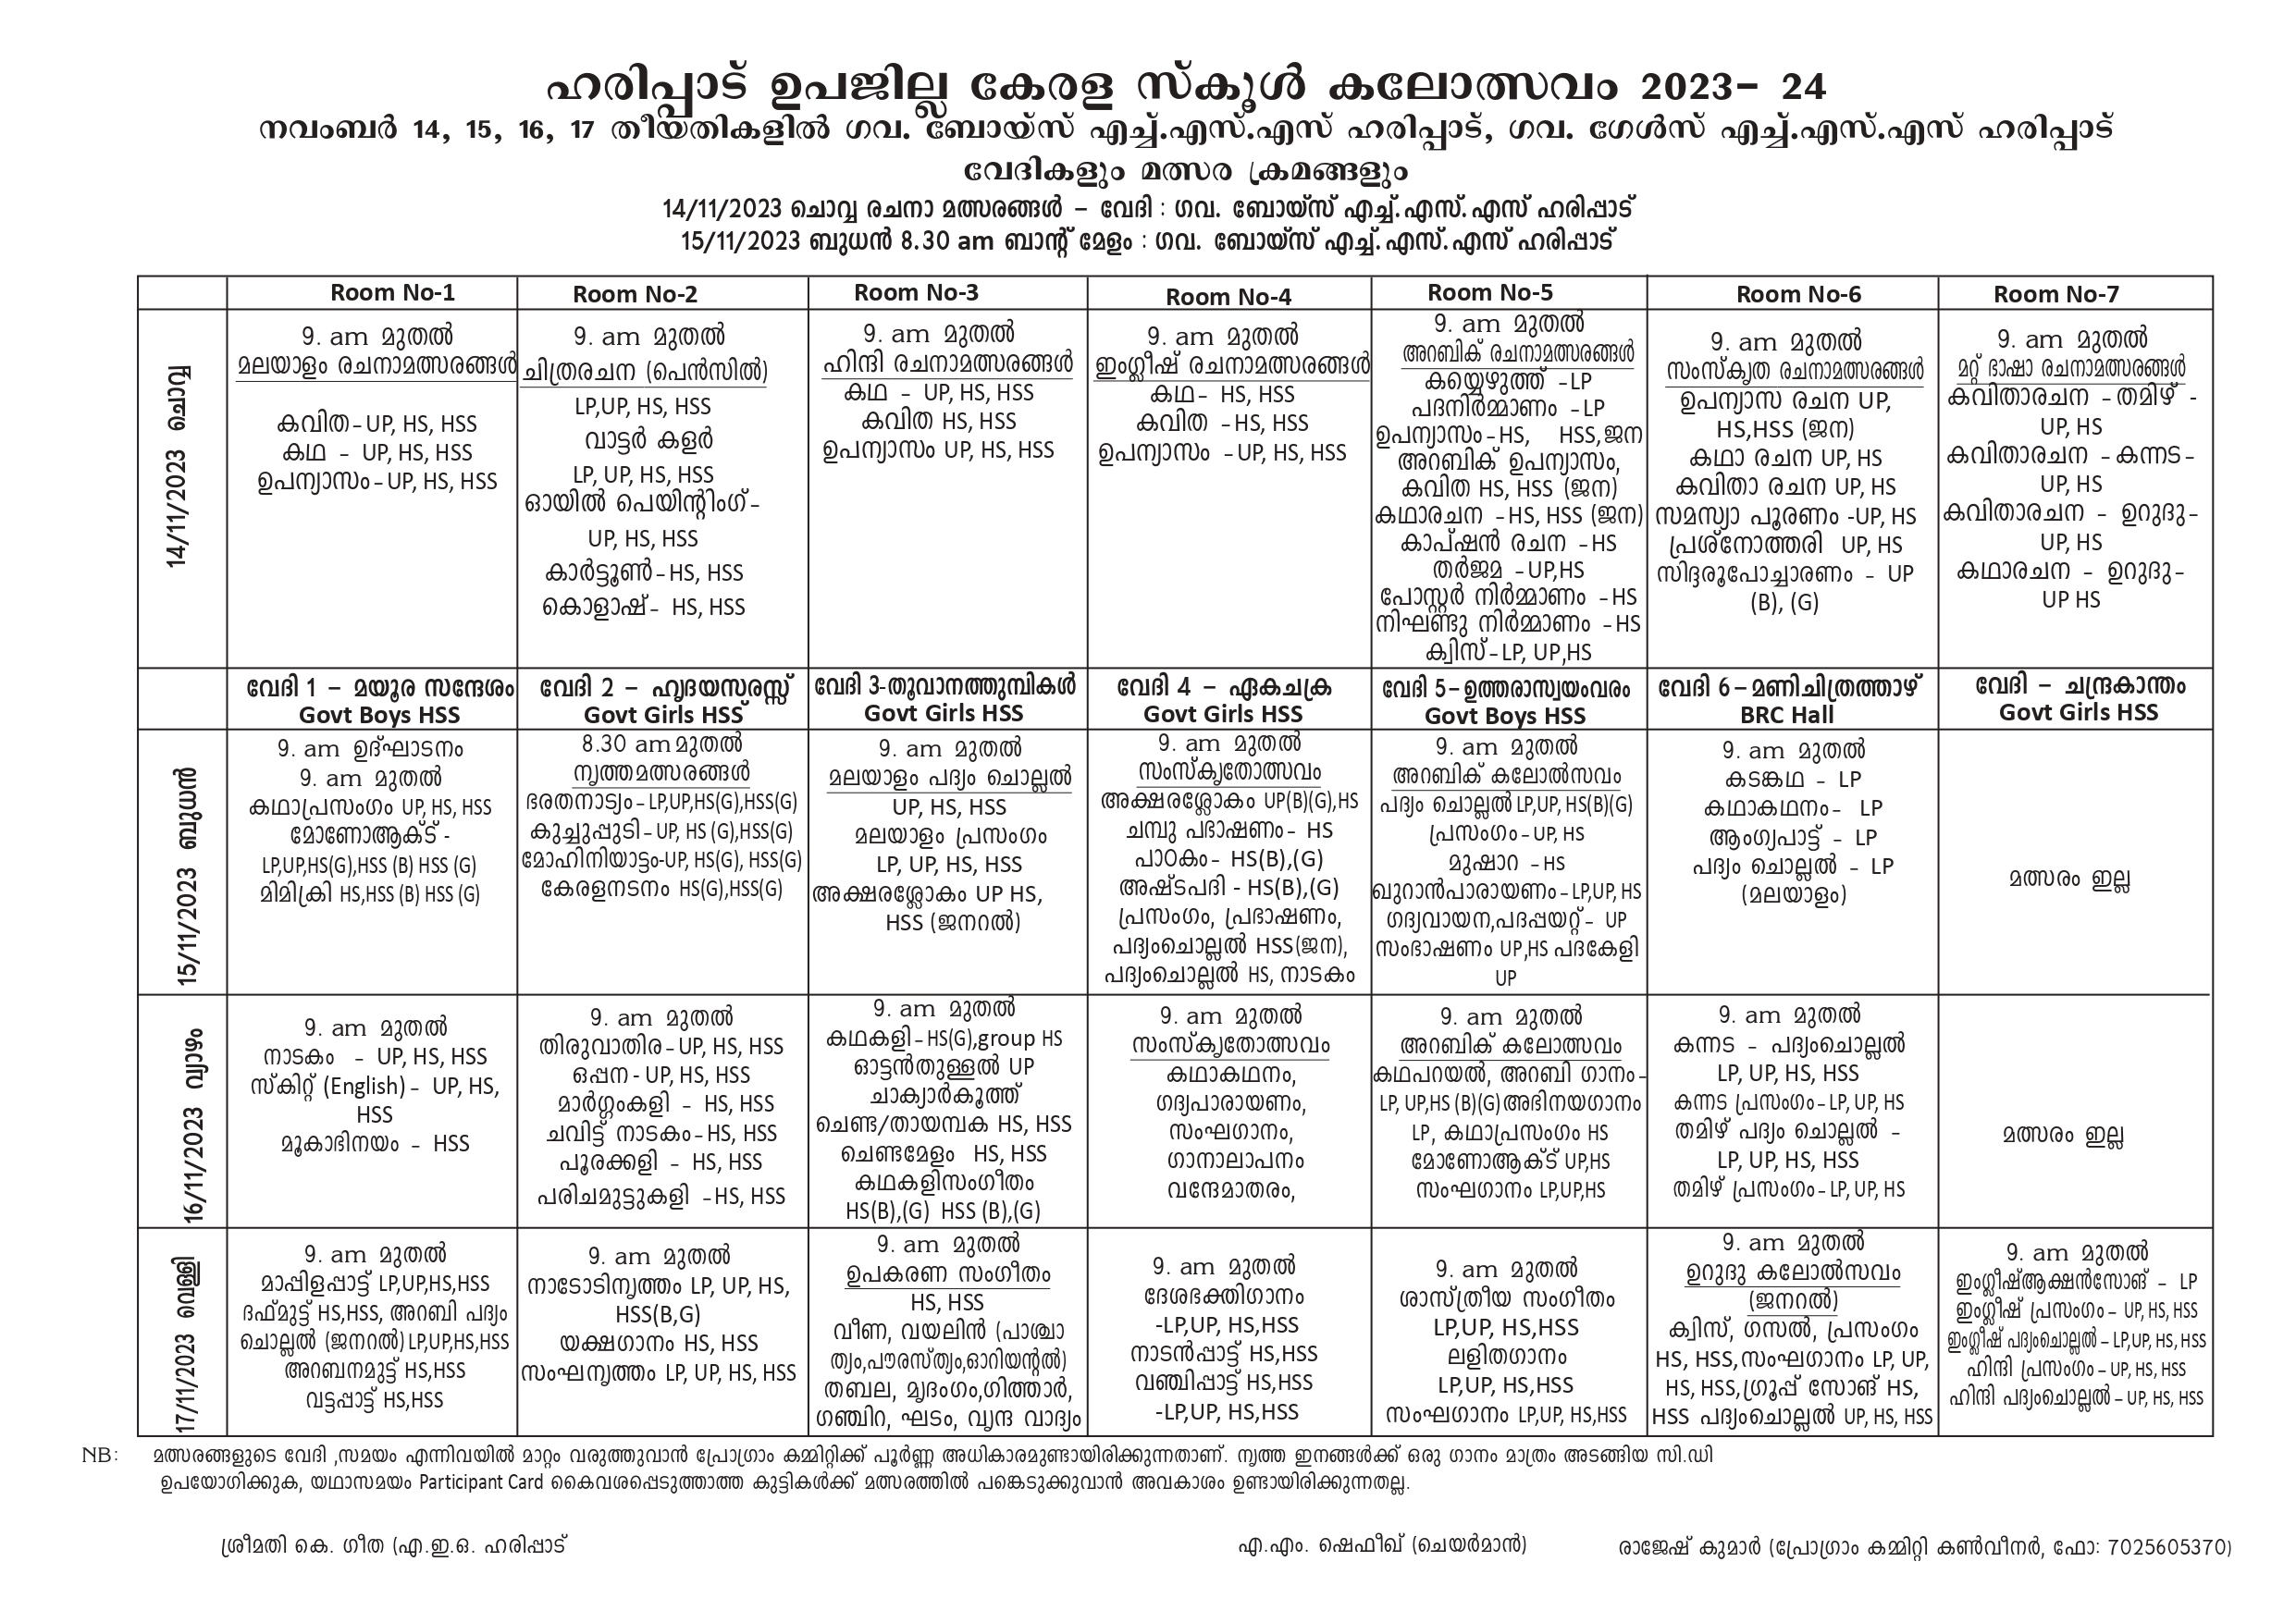 ഹരിപ്പാട് ഉപജില്ല കേരള സ്കൂൾ കലോത്സവം 2023- 24
നവംബർ 14, 15, 16, 17 തീയതികളിൽ ഗവ. ബോയ്സ് എച്ച്.എസ്.എസ് ഹരിപ്പാട്, ഗവ. ഗേൾസ് എച്ച്.എസ്.എസ് ഹരിപ്പാട്
വേദികളും മത്സര ക്രമങ്ങളും
14/11/2023 ചൊവ്വ രചനാ മത്സരങ്ങൾ - വേദി : ഗവ. ബോയ്സ് എച്ച്.എസ്.എസ് ഹരിപ്പാട്
15/11/2023 ബുധൻ 8.30 am ബാന്റ് മേളം : ഗവ. ബോയ്സ് എച്ച്.എസ്.എസ് ഹരിപ്പാട്
Room No-1
Room No-2
Room No-3
Room No-4
Room No-5
Room No-6
Room No-7
14/11/2023 ചൊവ്വ
9. am മുതൽ
മലയാളം രചനാമത്സരങ്ങൾ
കവിത-UP, HS, HSS
കഥ - UP, HS, HSS
ഉപന്യാസം-UP, HS, HSS
9. am മുതൽ
ചിത്രരചന (പെൻസിൽ)
LP,UP, HS, HSS
വാട്ടർ കളർ
LP, UP, HS, HSS
ഓയിൽ പെയിന്റിംഗ്-
UP, HS, HSS
കാർട്ടൂൺ-HS, HSS
കൊളാഷ്- HS, HSS
9. am മുതൽ
ഹിന്ദി രചനാമത്സരങ്ങൾ
കഥ - UP, HS, HSS
കവിത HS, HSS
ഉപന്യാസം UP, HS, HSS
9. am മുതൽ
ഇംഗ്ലീഷ് രചനാമത്സരങ്ങൾ
കഥ- HS, HSS
കവിത -HS, HSS
ഉപന്യാസം -UP, HS, HSS
9. am മുതൽ
അറബിക് രചനാമത്സരങ്ങൾ
കയ്യെഴുത്ത് -LP
പദനിർമ്മാണം -LP
ഉപന്യാസം-HS, HSS,ജന
അറബിക് ഉപന്യാസം,
കവിത HS, HSS (ജന)
കഥാരചന -HS, HSS (ജന)
കാപ്ഷൻ രചന -HS
തർജമ -UP,HS
പോസ്റ്റർ നിർമ്മാണം -HS
നിഘണ്ടു നിർമ്മാണം -HS
ക്വിസ്-LP, UP,HS
9. am മുതൽ
സംസ്കൃത രചനാമത്സരങ്ങൾ
ഉപന്യാസ രചന UP,
HS,HSS (ജന)
കഥാ രചന UP, HS
കവിതാ രചന UP, HS
സമസ്യാ പൂരണം -UP, HS
പ്രശ്നോത്തരി UP, HS
സിദ്ദരൂപോച്ചാരണം - UP
(B), (G)
9. am മുതൽ
മറ്റ് ഭാഷാ രചനാമത്സരങ്ങൾ
കവിതാരചന -തമിഴ് -
UP, HS
കവിതാരചന -കന്നട-
UP, HS
കവിതാരചന - ഉറുദു-
UP, HS
കഥാരചന - ഉറുദു-
UP HS
വേദി 1 - മയൂര സന്ദേശം
Govt Boys HSS
വേദി 2 - ഹൃദയസരസ്സ്
Govt Girls HSS
വേദി 3-തൂവാനത്തുമ്പികൾ
Govt Girls HSS
വേദി 4 - ഏകചക്ര
Govt Girls HSS
വേദി 5-ഉത്തരാസ്വയംവരം
Govt Boys HSS
വേദി 6-മണിചിത്രത്താഴ്
BRC Hall
വേദി - ചന്ദ്രകാന്തം
Govt Girls HSS
15/11/2023 ബുധൻ
9. am ഉദ്ഘാടനം
9. am മുതൽ
കഥാപ്രസംഗം UP, HS, HSS
മോണോആക്ട് -
LP,UP,HS(G),HSS (B) HSS (G)
മിമിക്രി HS,HSS (B) HSS (G)
8.30 am മുതൽ
നൃത്തമത്സരങ്ങൾ
ഭരതനാട്യം-LP,UP,HS(G),HSS(G)
കുച്ചുപ്പുടി-UP, HS (G),HSS(G)
മോഹിനിയാട്ടം-UP, HS(G), HSS(G)
കേരളനടനം HS(G),HSS(G)
9. am മുതൽ
മലയാളം പദ്യം ചൊല്ലൽ
UP, HS, HSS
മലയാളം പ്രസംഗം
LP, UP, HS, HSS
അക്ഷരശ്ലോകം UP HS,
HSS (ജനറൽ)
9. am മുതൽ
സംസ്കൃതോത്സവം
അക്ഷരശ്ലോകം UP(B)(G),HS
ചമ്പു പഭാഷണം- HS
പാഠകം- HS(B),(G)
അഷ്ടപദി - HS(B),(G)
പ്രസംഗം, പ്രഭാഷണം,
പദ്യംചൊല്ലൽ HSS(ജന),
പദ്യംചൊല്ലൽ HS, നാടകം
9. am മുതൽ
അറബിക് കലോൽസവം
പദ്യം ചൊല്ലൽ LP,UP, HS(B)(G)
പ്രസംഗം-UP, HS
മുഷാറ -HS
ഖുറാൻപാരായണം-LP,UP, HS
ഗദ്യവായന,പദപ്പയറ്റ്- UP
സംഭാഷണം UP,HS പദകേളി
UP
9. am മുതൽ
കടങ്കഥ - LP
കഥാകഥനം- LP
ആംഗ്യപാട്ട് - LP
പദ്യം ചൊല്ലൽ - LP
(മലയാളം)
മത്സരം ഇല്ല
16/11/2023 വ്യാഴം
9. am മുതൽ
നാടകം - UP, HS, HSS
സ്കിറ്റ് (English)- UP, HS,
HSS
മൂകാഭിനയം - HSS
9. am മുതൽ
തിരുവാതിര-UP, HS, HSS
ഒപ്പന-UP, HS, HSS
മാർഗ്ഗംകളി - HS, HSS
ചവിട്ട് നാടകം-HS, HSS
പൂരക്കളി - HS, HSS
പരിചമുട്ടുകളി -HS, HSS
9. am മുതൽ
കഥകളി-HS(G),group HS
ഓട്ടൻതുള്ളൽ UP
ചാക്യാർകൂത്ത്
ചെണ്ട/തായമ്പക HS, HSS
ചെണ്ടമേളം HS, HSS
കഥകളിസംഗീതം
HS(B),(G) HSS (B),(G)
9. am മുതൽ
സംസ്കൃതോത്സവം
കഥാകഥനം,
ഗദ്യപാരായണം,
സംഘഗാനം,
ഗാനാലാപനം
വന്ദേമാതരം,
9. am മുതൽ
അറബിക് കലോത്സവം
കഥപറയൽ, അറബി ഗാനം-
LP, UP,HS (B)(G)അഭിനയഗാനം
LP, കഥാപ്രസംഗം HS
മോണോആക്ട് UP,HS
സംഘഗാനം LP,UP,HS
9. am മുതൽ
കന്നട - പദ്യംചൊല്ലൽ
LP, UP, HS, HSS
കന്നട പ്രസംഗം-LP, UP, HS
തമിഴ് പദ്യം ചൊല്ലൽ -
LP, UP, HS, HSS
തമിഴ് പ്രസംഗം-LP, UP, HS
മത്സരം ഇല്ല
17/11/2023 വെള്ളി
9. am മുതൽ
മാപ്പിളപ്പാട്ട് LP,UP,HS,HSS
ദഫ്മുട്ട് HS,HSS, അറബി പദ്യം
ചൊല്ലൽ (ജനറൽ) LP,UP,HS,HSS
അറബനമുട്ട് HS,HSS
വട്ടപ്പാട്ട് HS,HSS
9. am മുതൽ
നാടോടിനൃത്തം LP, UP, HS,
HSS(B,G)
യക്ഷഗാനം HS, HSS
സംഘനൃത്തം LP, UP, HS, HSS
9. am മുതൽ
ഉപകരണ സംഗീതം
HS, HSS
വീണ, വയലിൻ (പാശ്ചാ
ത്യം,പൗരസ്ത്യം,ഓറിയന്റൽ)
തബല, മൃദംഗം,ഗിത്താർ,
ഗഞ്ചിറ, ഘടം, വൃന്ദ വാദ്യം
9. am മുതൽ
ദേശഭക്തിഗാനം
-LP,UP, HS,HSS
നാടൻപ്പാട്ട് HS,HSS
വഞ്ചിപ്പാട്ട് HS,HSS
-LP,UP, HS,HSS
9. am മുതൽ
ശാസ്ത്രീയ സംഗീതം
LP,UP, HS,HSS
ലളിതഗാനം
LP,UP, HS,HSS
സംഘഗാനം LP,UP, HS,HSS
9. am മുതൽ
ഉറുദു കലോൽസവം
(ജനറൽ)
ക്വിസ്, ഗസൽ, പ്രസംഗം
HS, HSS,സംഘഗാനം LP, UP,
HS, HSS,ഗ്രൂപ്പ് സോങ് HS,
HSS പദ്യംചൊല്ലൽ UP, HS, HSS
9. am മുതൽ
ഇംഗ്ലീഷ്ആക്ഷൻസോങ് - LP
ഇംഗ്ലീഷ് പ്രസംഗം- UP, HS, HSS
ഇംഗ്ലീഷ് പദ്യംചൊല്ലൽ-LP,UP, HS, HSS
ഹിന്ദി പ്രസംഗം-UP, HS, HSS
ഹിന്ദി പദ്യംചൊല്ലൽ-UP, HS, HSS
NB: മത്സരങ്ങളുടെ വേദി ,സമയം എന്നിവയിൽ മാറ്റം വരുത്തുവാൻ പ്രോഗ്രാം കമ്മിറ്റിക്ക് പൂർണ്ണ അധികാരമുണ്ടായിരിക്കുന്നതാണ്. നൃത്ത ഇനങ്ങൾക്ക് ഒരു ഗാനം മാത്രം അടങ്ങിയ സി.ഡി
ഉപയോഗിക്കുക, യഥാസമയം Participant Card കൈവശപ്പെടുത്താത്ത കുട്ടികൾക്ക് മത്സരത്തിൽ പങ്കെടുക്കുവാൻ അവകാശം ഉണ്ടായിരിക്കുന്നതല്ല.
ശ്രീമതി കെ. ഗീത (എ.ഇ.ഒ. ഹരിപ്പാട്
എ.എം. ഷെഫീഖ് (ചെയർമാൻ)
രാജേഷ് കുമാർ (പ്രോഗ്രാം കമ്മിറ്റി കൺവീനർ, ഫോ: 7025605370)